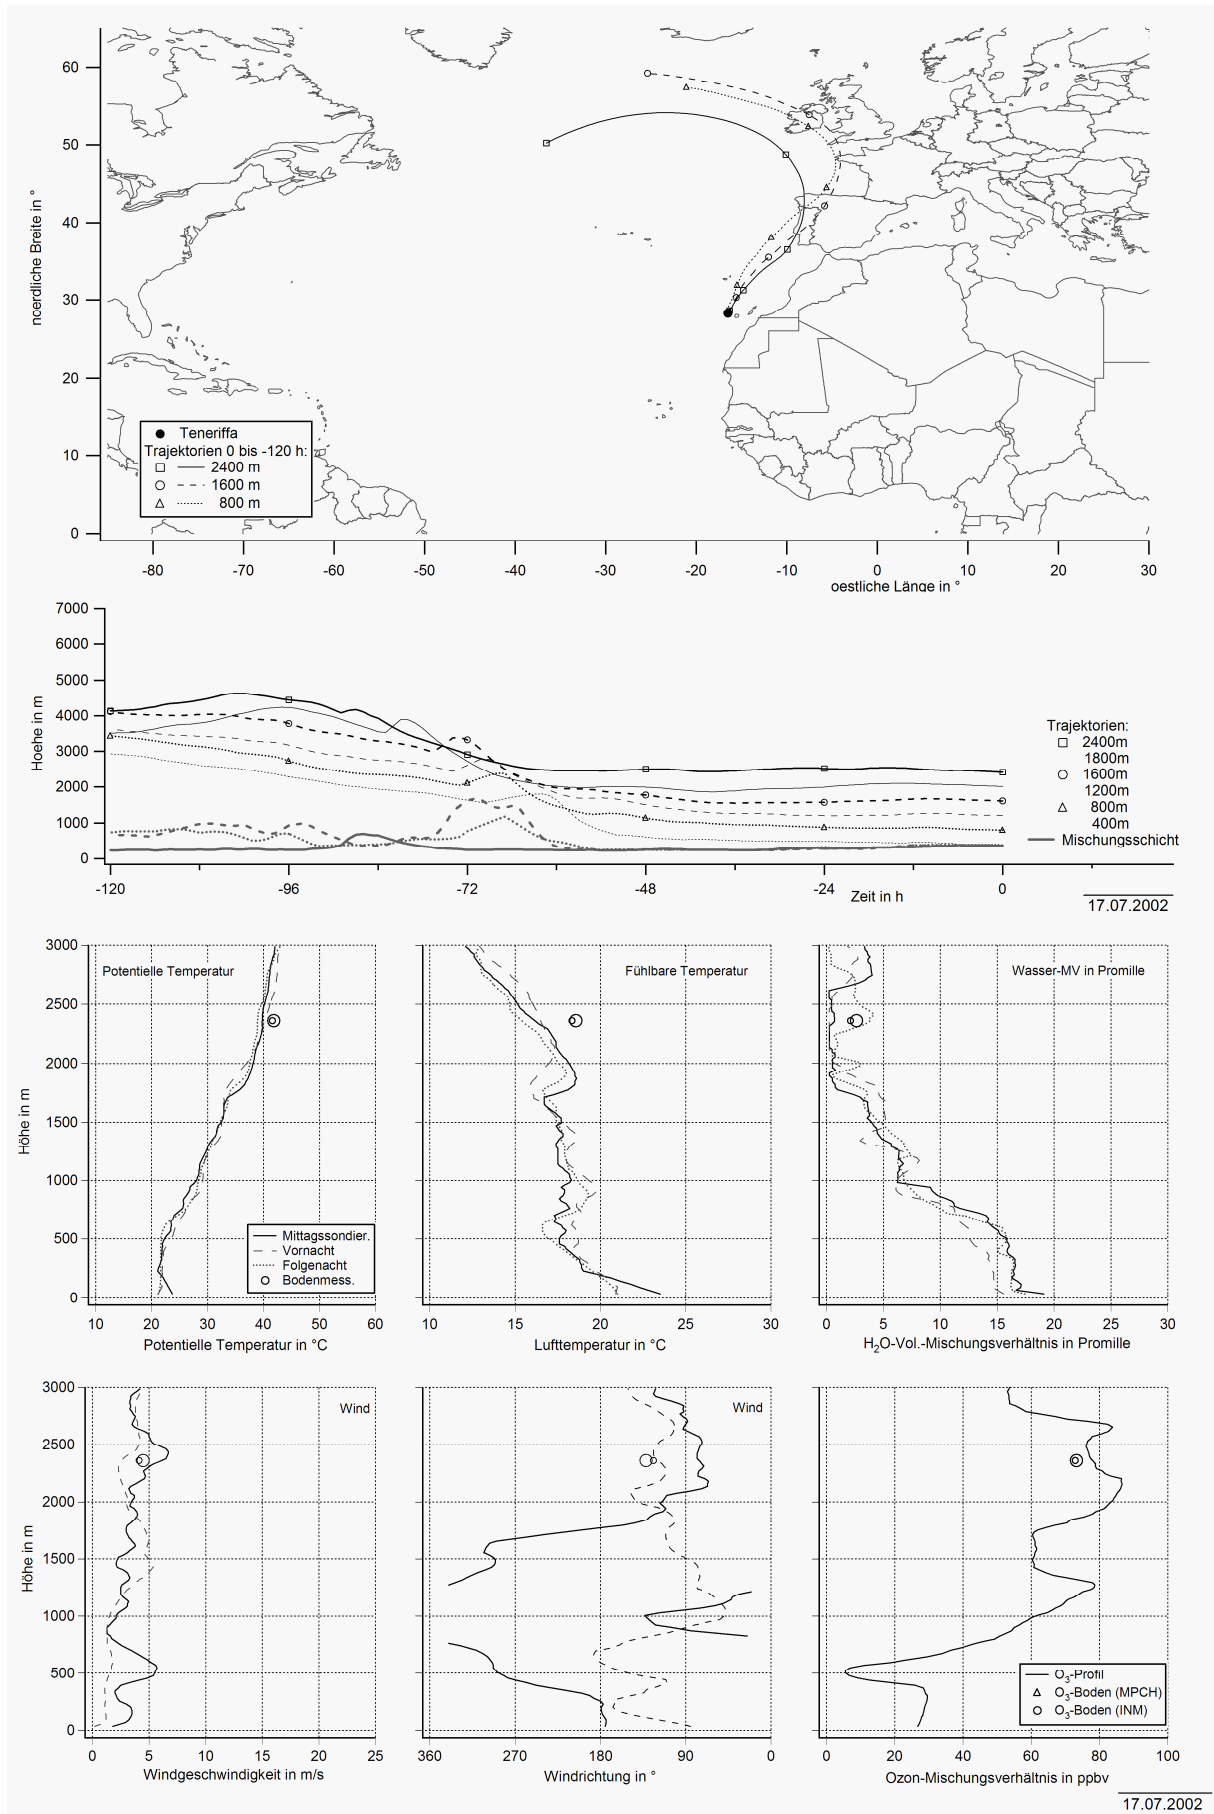 60
50
40
30
20
10
0
noerdliche Breite in °
Teneriffa
Trajektorien 0 bis -120 h:
2400 m
1600 m
800 m
-80 -70 -60 -50 -40 -30 -20 -10 0 10 20 30
oestliche Länge in °
7000
6000
5000
4000
3000
2000
1000
0
Hoehe in m
Trajektorien:
2400m
1800m
1600m
1200m
800m
400m
Mischungsschicht
-120 -96 -72 -48 -24 0
Zeit in h
17.07.2002
3000
2500
2000
1500
1000
500
0
Höhe in m
Potentielle Temperatur
Mittagssondier.
Vornacht
Folgenacht
Bodenmess.
10 20 30 40 50 60
Potentielle Temperatur in °C
Fühlbare Temperatur
10 15 20 25 30
Lufttemperatur in °C
Wasser-MV in Promille
0 5 10 15 20 25 30
H2O-Vol.-Mischungsverhältnis in Promille
3000
2500
2000
1500
1000
500
0
Höhe in m
Wind
0 5 10 15 20 25
Windgeschwindigkeit in m/s
Wind
360 270 180 90 0
Windrichtung in °
O3-Profil
O3-Boden (MPCH)
O3-Boden (INM)
0 20 40 60 80 100
Ozon-Mischungsverhältnis in ppbv
17.07.2002